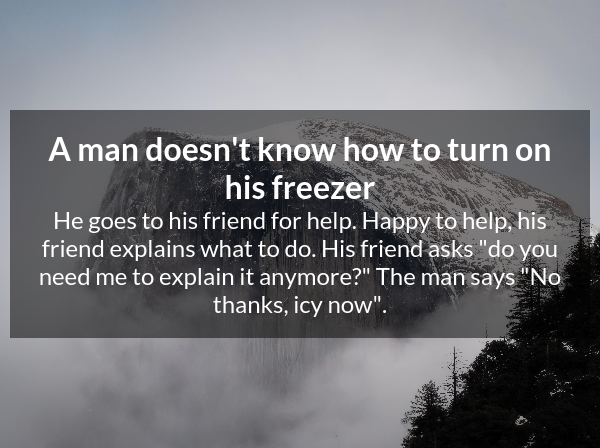 A man doesn't know how to turn on
his freezer
He goes to his friend for help. Happy to help, his
friend explains what to do. His friend asks "do you
need me to explain it anymore?" The man says "No
thanks, icy now".